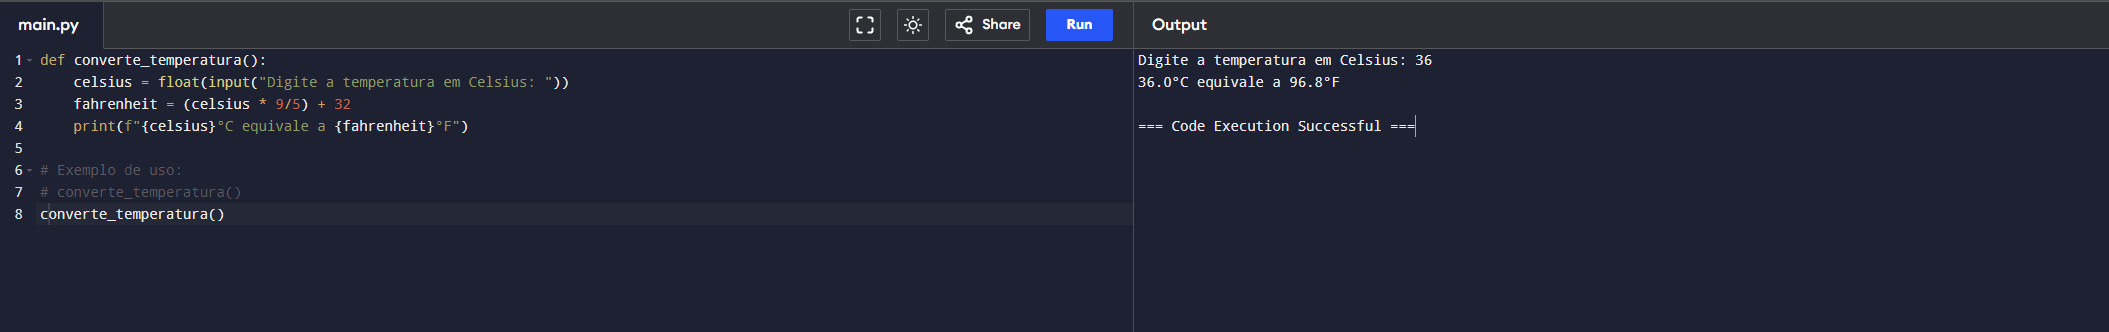 main.py
Share
Run
Output
1 def converte_temperatura():
2     celsius = float(input("Digite a temperatura em Celsius: "))
3     fahrenheit = (celsius * 9/5) + 32
4     print(f"{celsius}°C equivale a {fahrenheit}°F")
5
6 # Exemplo de uso:
7 # converte_temperatura()
8 converte_temperatura()
Digite a temperatura em Celsius: 36
36.0°C equivale a 96.8°F
=== Code Execution Successful ===